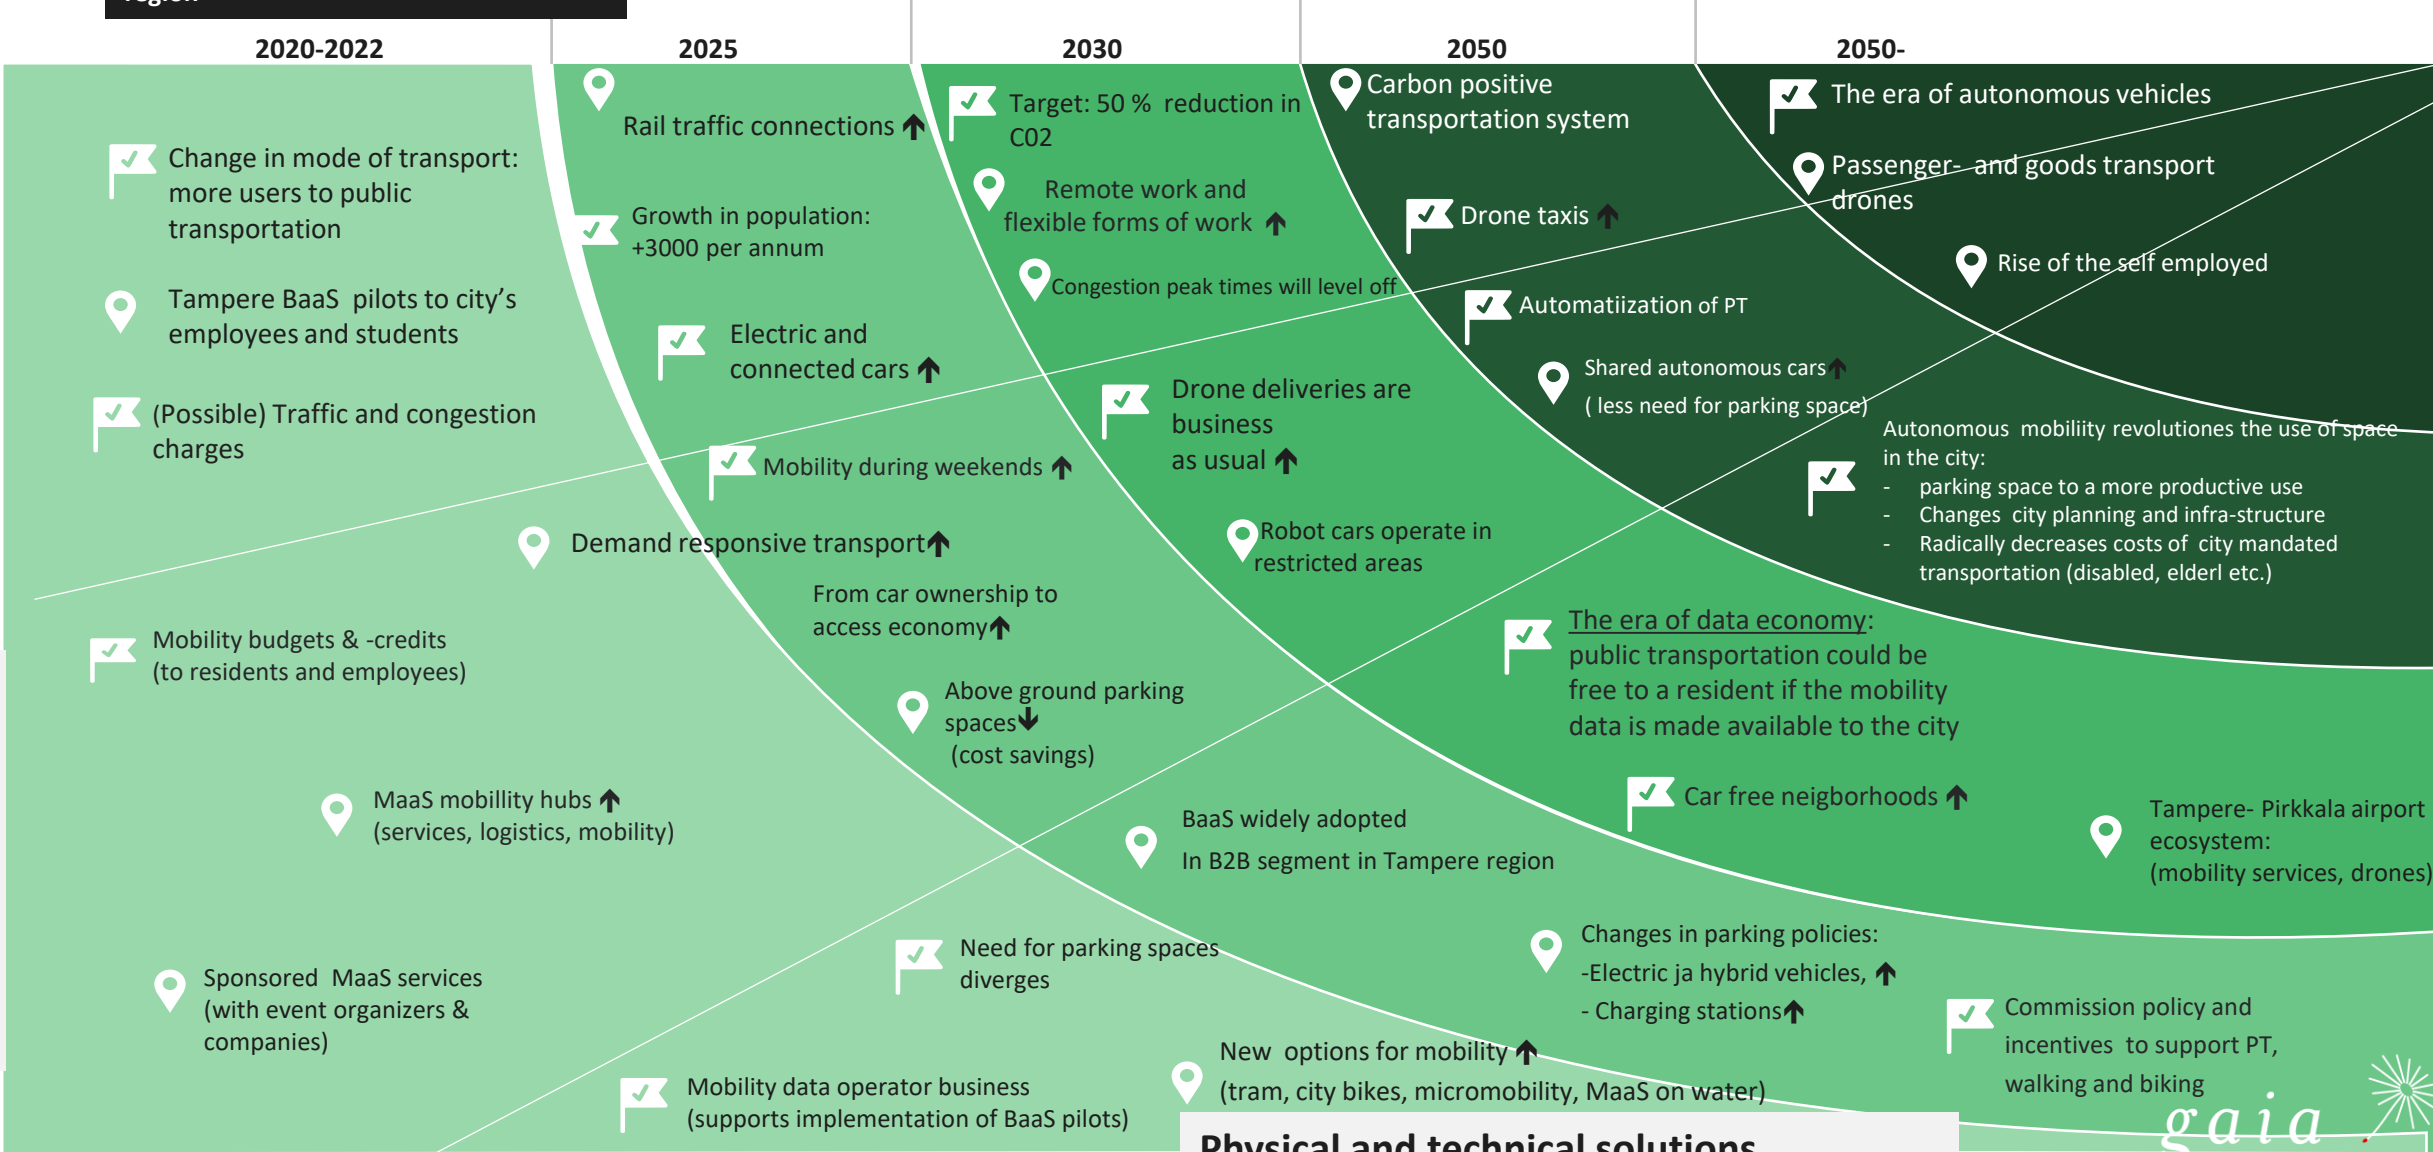 region
2020-2022
2025
2030
2050
2050-
Change in mode of transport:
more users to public
transportation
Tampere BaaS pilots to city’s
employees and students
(Possible) Traffic and congestion
charges
Rail traffic connections
Growth in population:
+3000 per annum
Electric and
connected cars
Mobility during weekends
Demand responsive transport
From car ownership to
access economy
Above ground parking
spaces
(cost savings)
Target: 50 % reduction in
C02
Remote work and
flexible forms of work
Congestion peak times will level off
Drone deliveries are
business
as usual
Robot cars operate in
restricted areas
Carbon positive
transportation system
Drone taxis
Automatiization of PT
Shared autonomous cars
( less need for parking space)
The era of autonomous vehicles
Passenger- and goods transport
drones
Rise of the self employed
Autonomous mobiliity revolutiones the use of space
in the city:
- parking space to a more productive use
- Changes city planning and infra-structure
- Radically decreases costs of city mandated
transportation (disabled, elderl etc.)
The era of data economy:
public transportation could be
free to a resident if the mobility
data is made available to the city
Car free neigborhoods
Tampere- Pirkkala airport
ecosystem:
(mobility services, drones)
Mobility budgets & -credits
(to residents and employees)
MaaS mobillity hubs
(services, logistics, mobility)
BaaS widely adopted
In B2B segment in Tampere region
Sponsored MaaS services
(with event organizers &
companies)
Need for parking spaces
diverges
Changes in parking policies:
-Electric ja hybrid vehicles,
- Charging stations
Commission policy and
incentives to support PT,
walking and biking
Mobility data operator business
(supports implementation of BaaS pilots)
New options for mobility
(tram, city bikes, micromobility, MaaS on water)
Physical and technical solutions
gaia